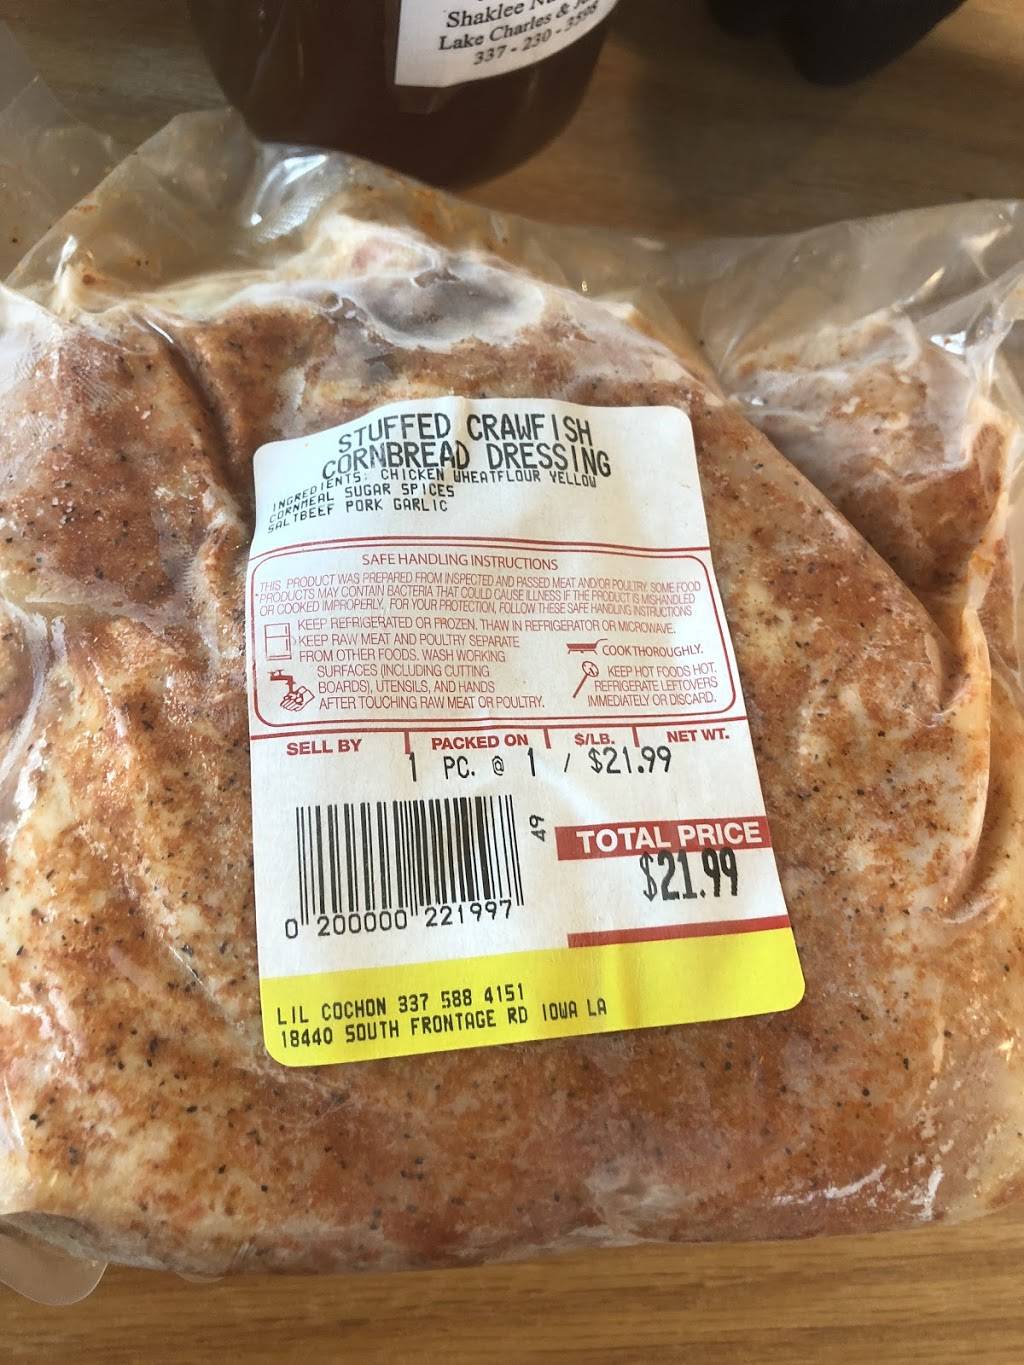 Shaklee
Lake Charles &
337-230-3598
STUFFED CRAWFISH
CORNBREAD DRESSING
INGREDIENTS: CHICKEN WHEATFLOUR YELLOW
CORNMEAL SUGAR SPICES
SALTBEEF PORK GARLIC
SAFE HANDLING INSTRUCTIONS
THIS PRODUCT WAS PREPARED FROM INSPECTED AND PASSED MEAT AND/OR POULTRY. SOME FOOD
PRODUCTS MAY CONTAIN BACTERIA THAT COULD CAUSE ILLNESS IF THE PRODUCT IS MISHANDLED
OR COOKED IMPROPERLY. FOR YOUR PROTECTION, FOLLOW THESE SAFE HANDLING INSTRUCTIONS
KEEP REFRIGERATED OR FROZEN. THAW IN REFRIGERATOR OR MICROWAVE.
KEEP RAW MEAT AND POULTRY SEPARATE
FROM OTHER FOODS. WASH WORKING
SURFACES (INCLUDING CUTTING
BOARDS), UTENSILS, AND HANDS
AFTER TOUCHING RAW MEAT OR POULTRY.
COOK THOROUGHLY.
KEEP HOT FOODS HOT.
REFRIGERATE LEFTOVERS
IMMEDIATELY OR DISCARD.
SELL BY PACKED ON $/LB. NET WT.
1 PC. @ 1 / $21.99
49
TOTAL PRICE
$21.99
0 200000 221997
LIL COCHON 337 588 4151
18440 SOUTH FRONTAGE RD IOWA LA